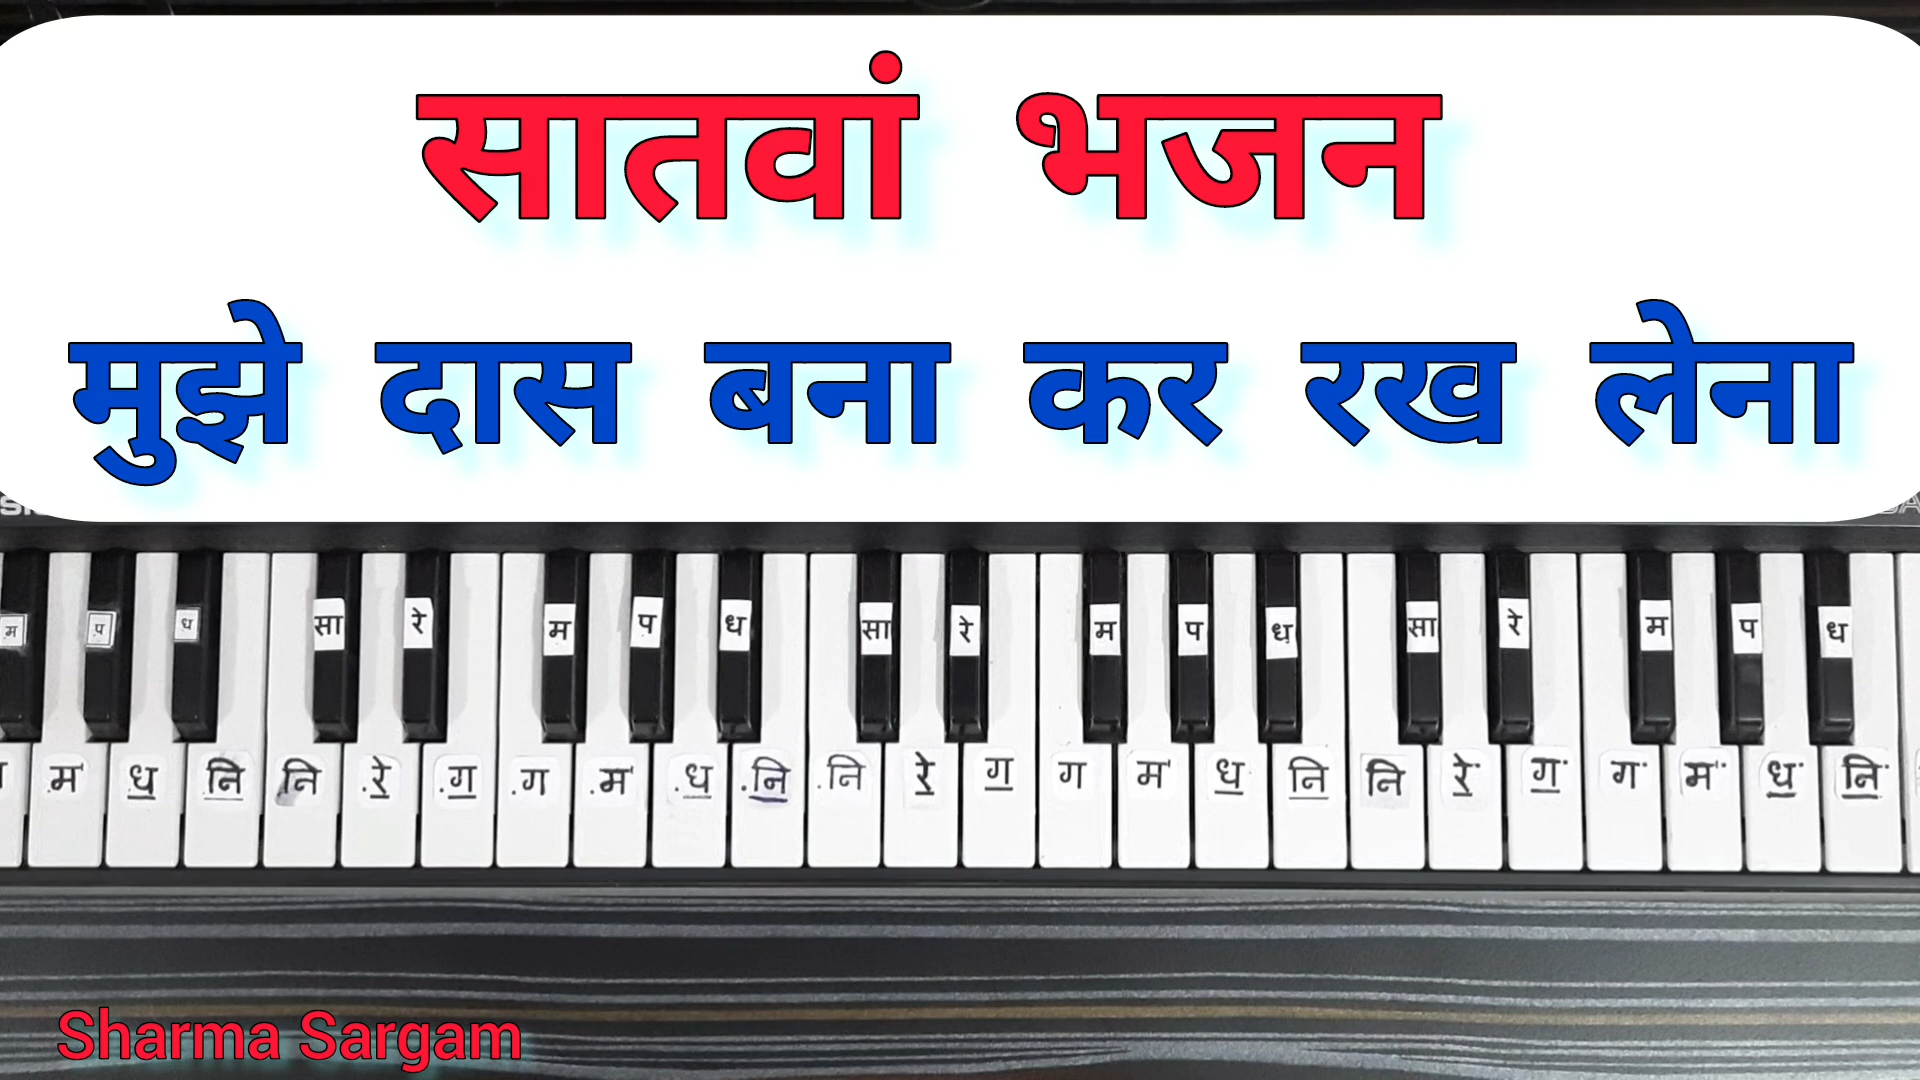 सातवां भजन
मुझे दास बना कर रख लेना
म प ध सा रे म प ध सा रे म प ध सा रे म प ध
म' ध॒ नि॒ नि .रे॒ .ग॒ .ग .म' .ध॒ .नि॒ .नि रे॒ ग॒ ग म' ध॒ नि॒ नि रे॒˙ ग॒˙ ग˙ म'˙ ध॒˙ नि॒˙
Sharma Sargam